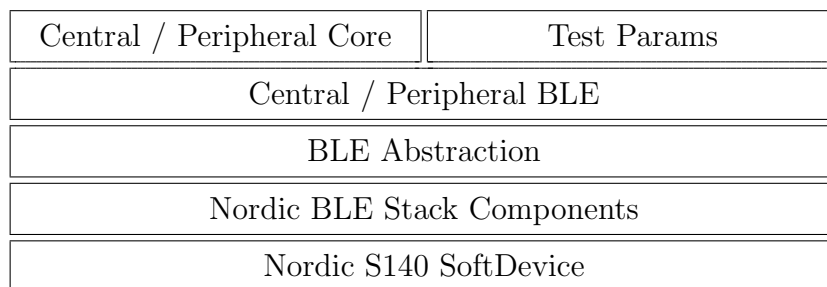 Central / Peripheral Core Test Params
Central / Peripheral BLE
BLE Abstraction
Nordic BLE Stack Components
Nordic S140 SoftDevice